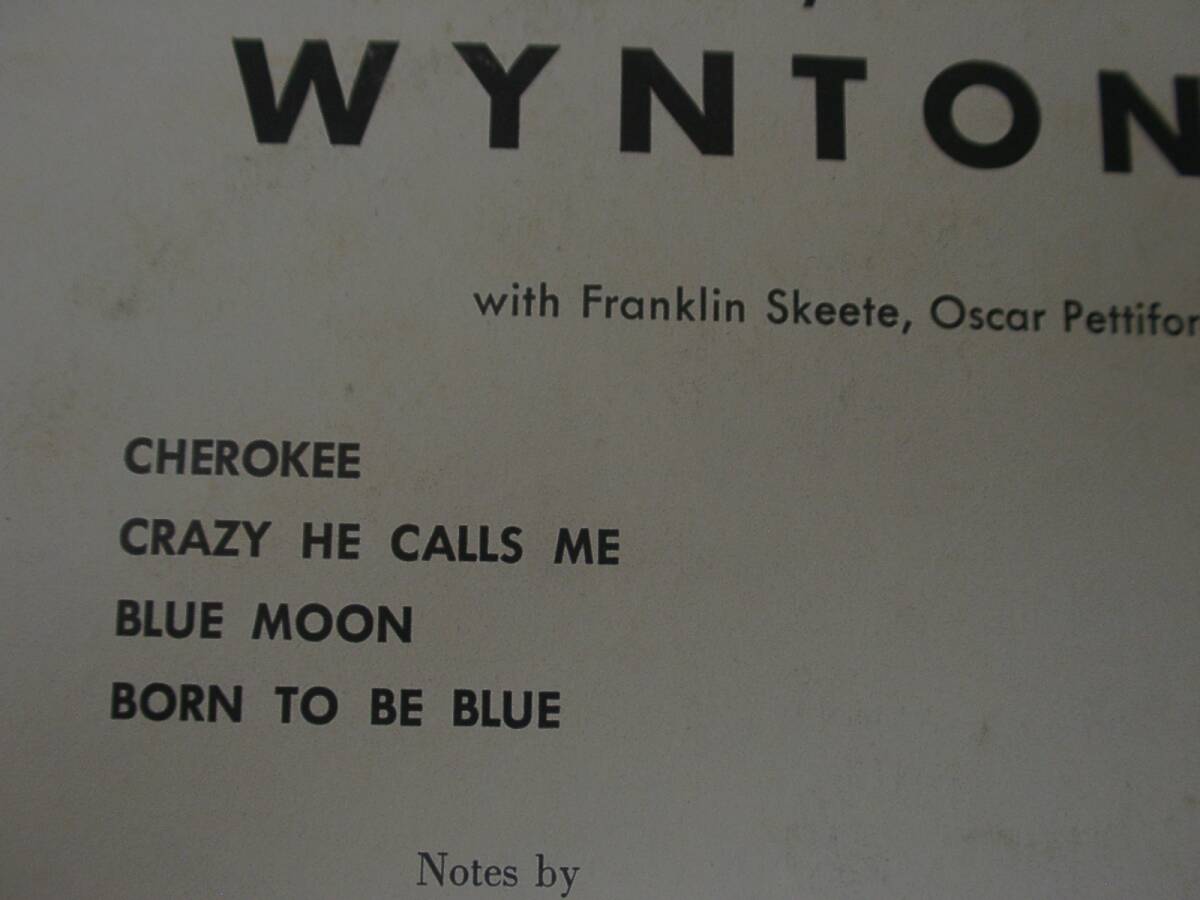 WYNTON
with Franklin Skeete, Oscar Pettifor
CHEROKEE
CRAZY HE CALLS ME
BLUE MOON
BORN TO BE BLUE
Notes by